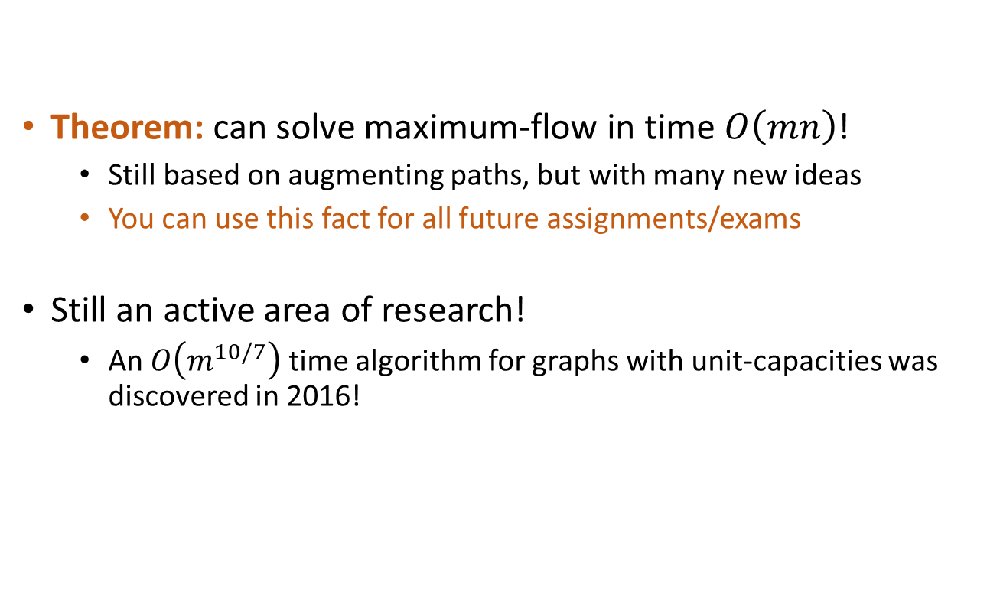 • Theorem: can solve maximum-flow in time 𝑂(𝑚𝑛)!
• Still based on augmenting paths, but with many new ideas
• You can use this fact for all future assignments/exams
• Still an active area of research!
• An 𝑂(𝑚^{10/7}) time algorithm for graphs with unit-capacities was
discovered in 2016!